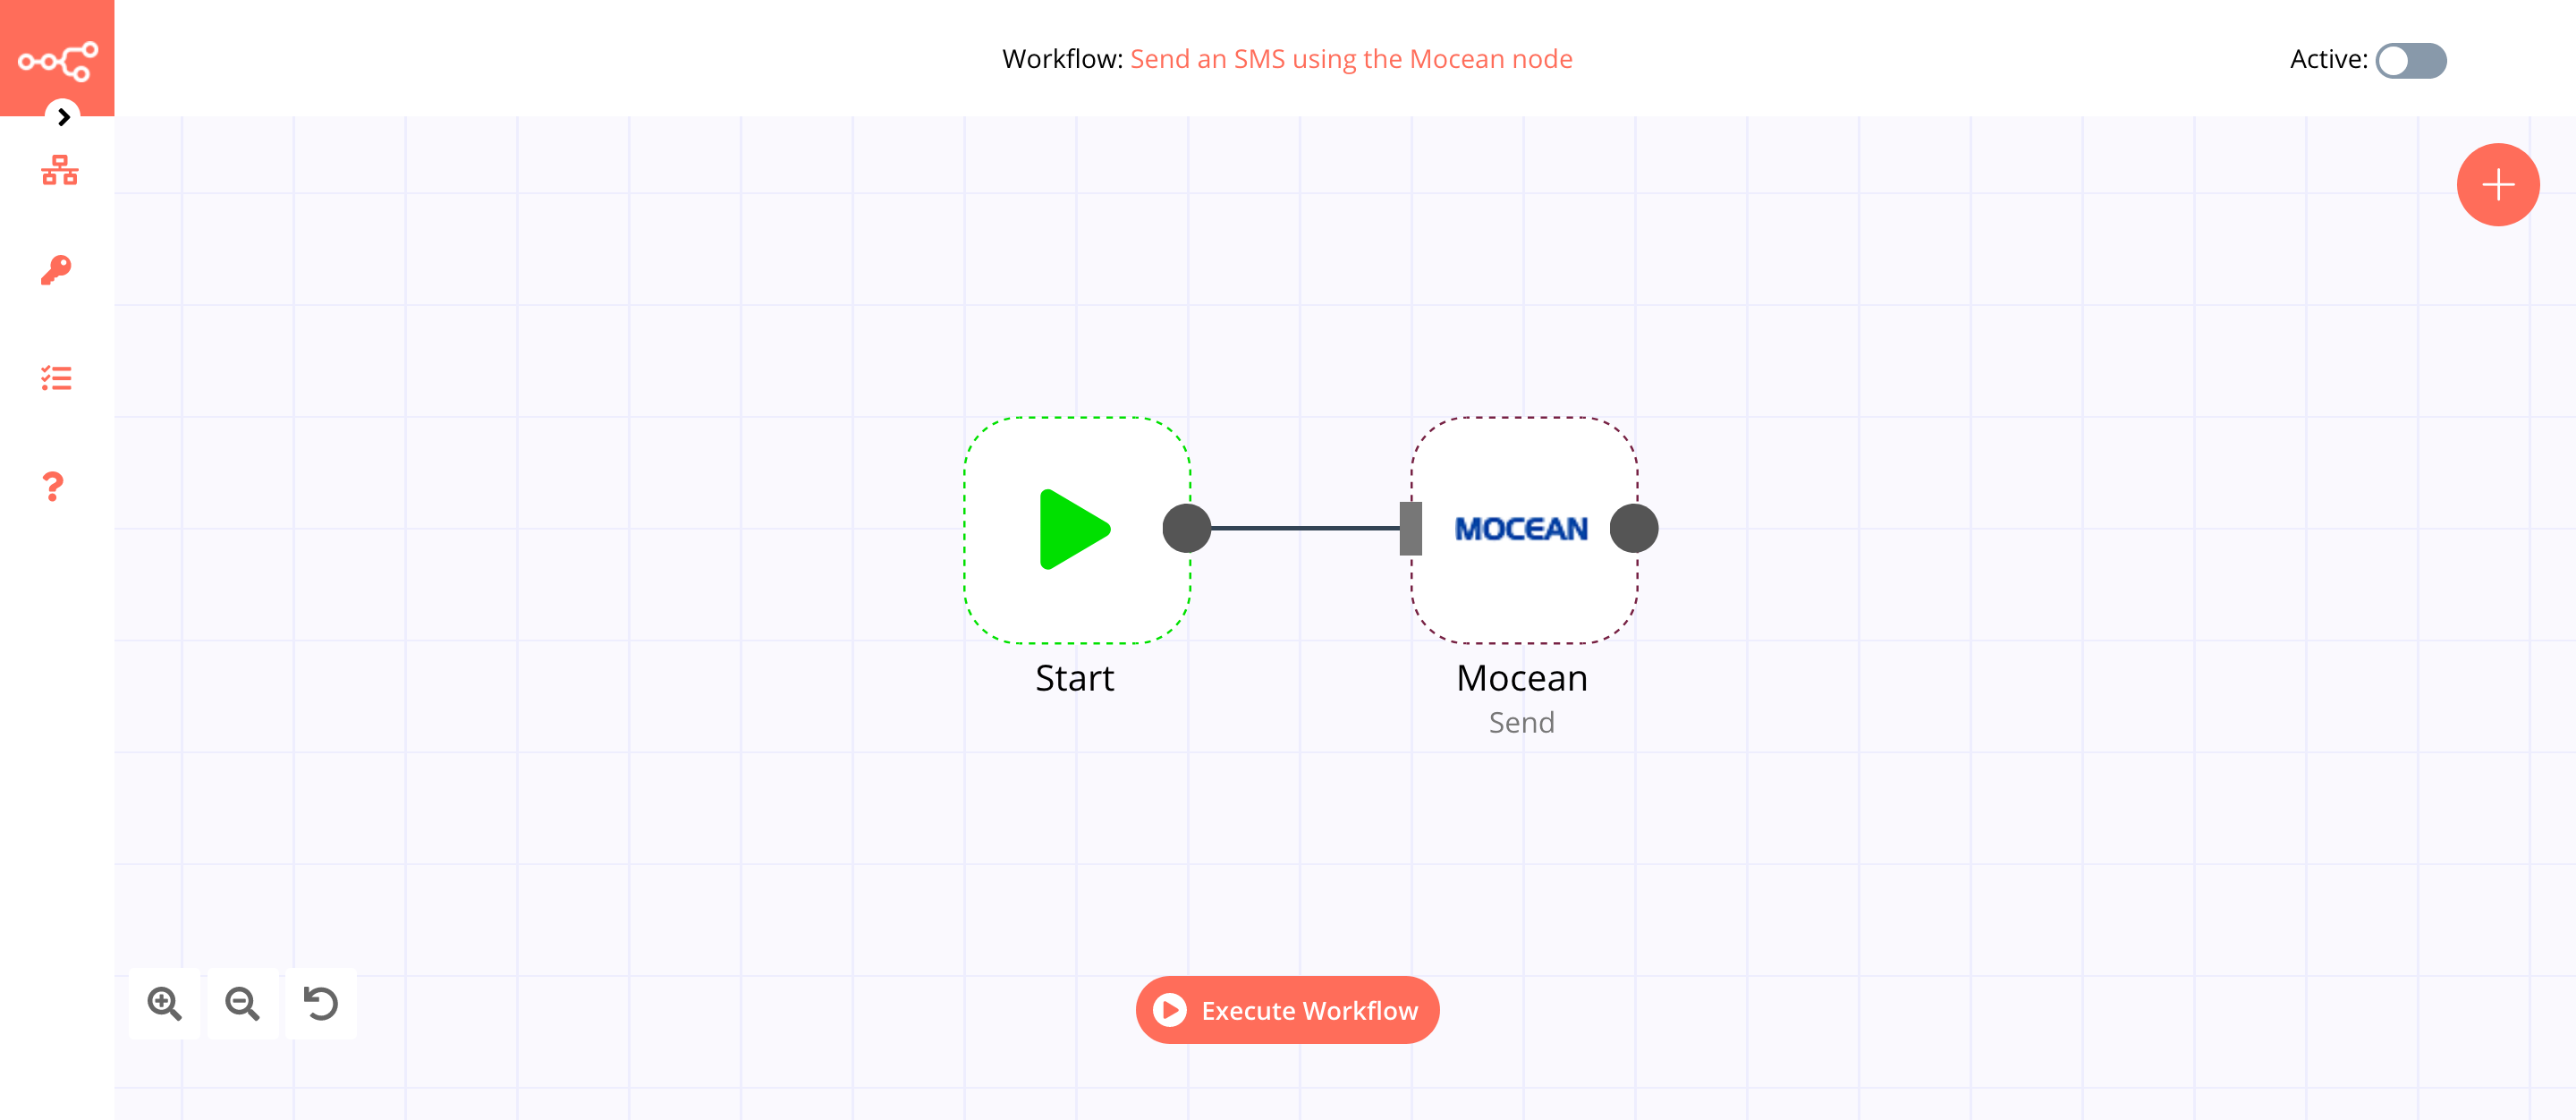 Workflow: Send an SMS using the Mocean node
Active:
MOCEAN
Start
Mocean
Send
Execute Workflow